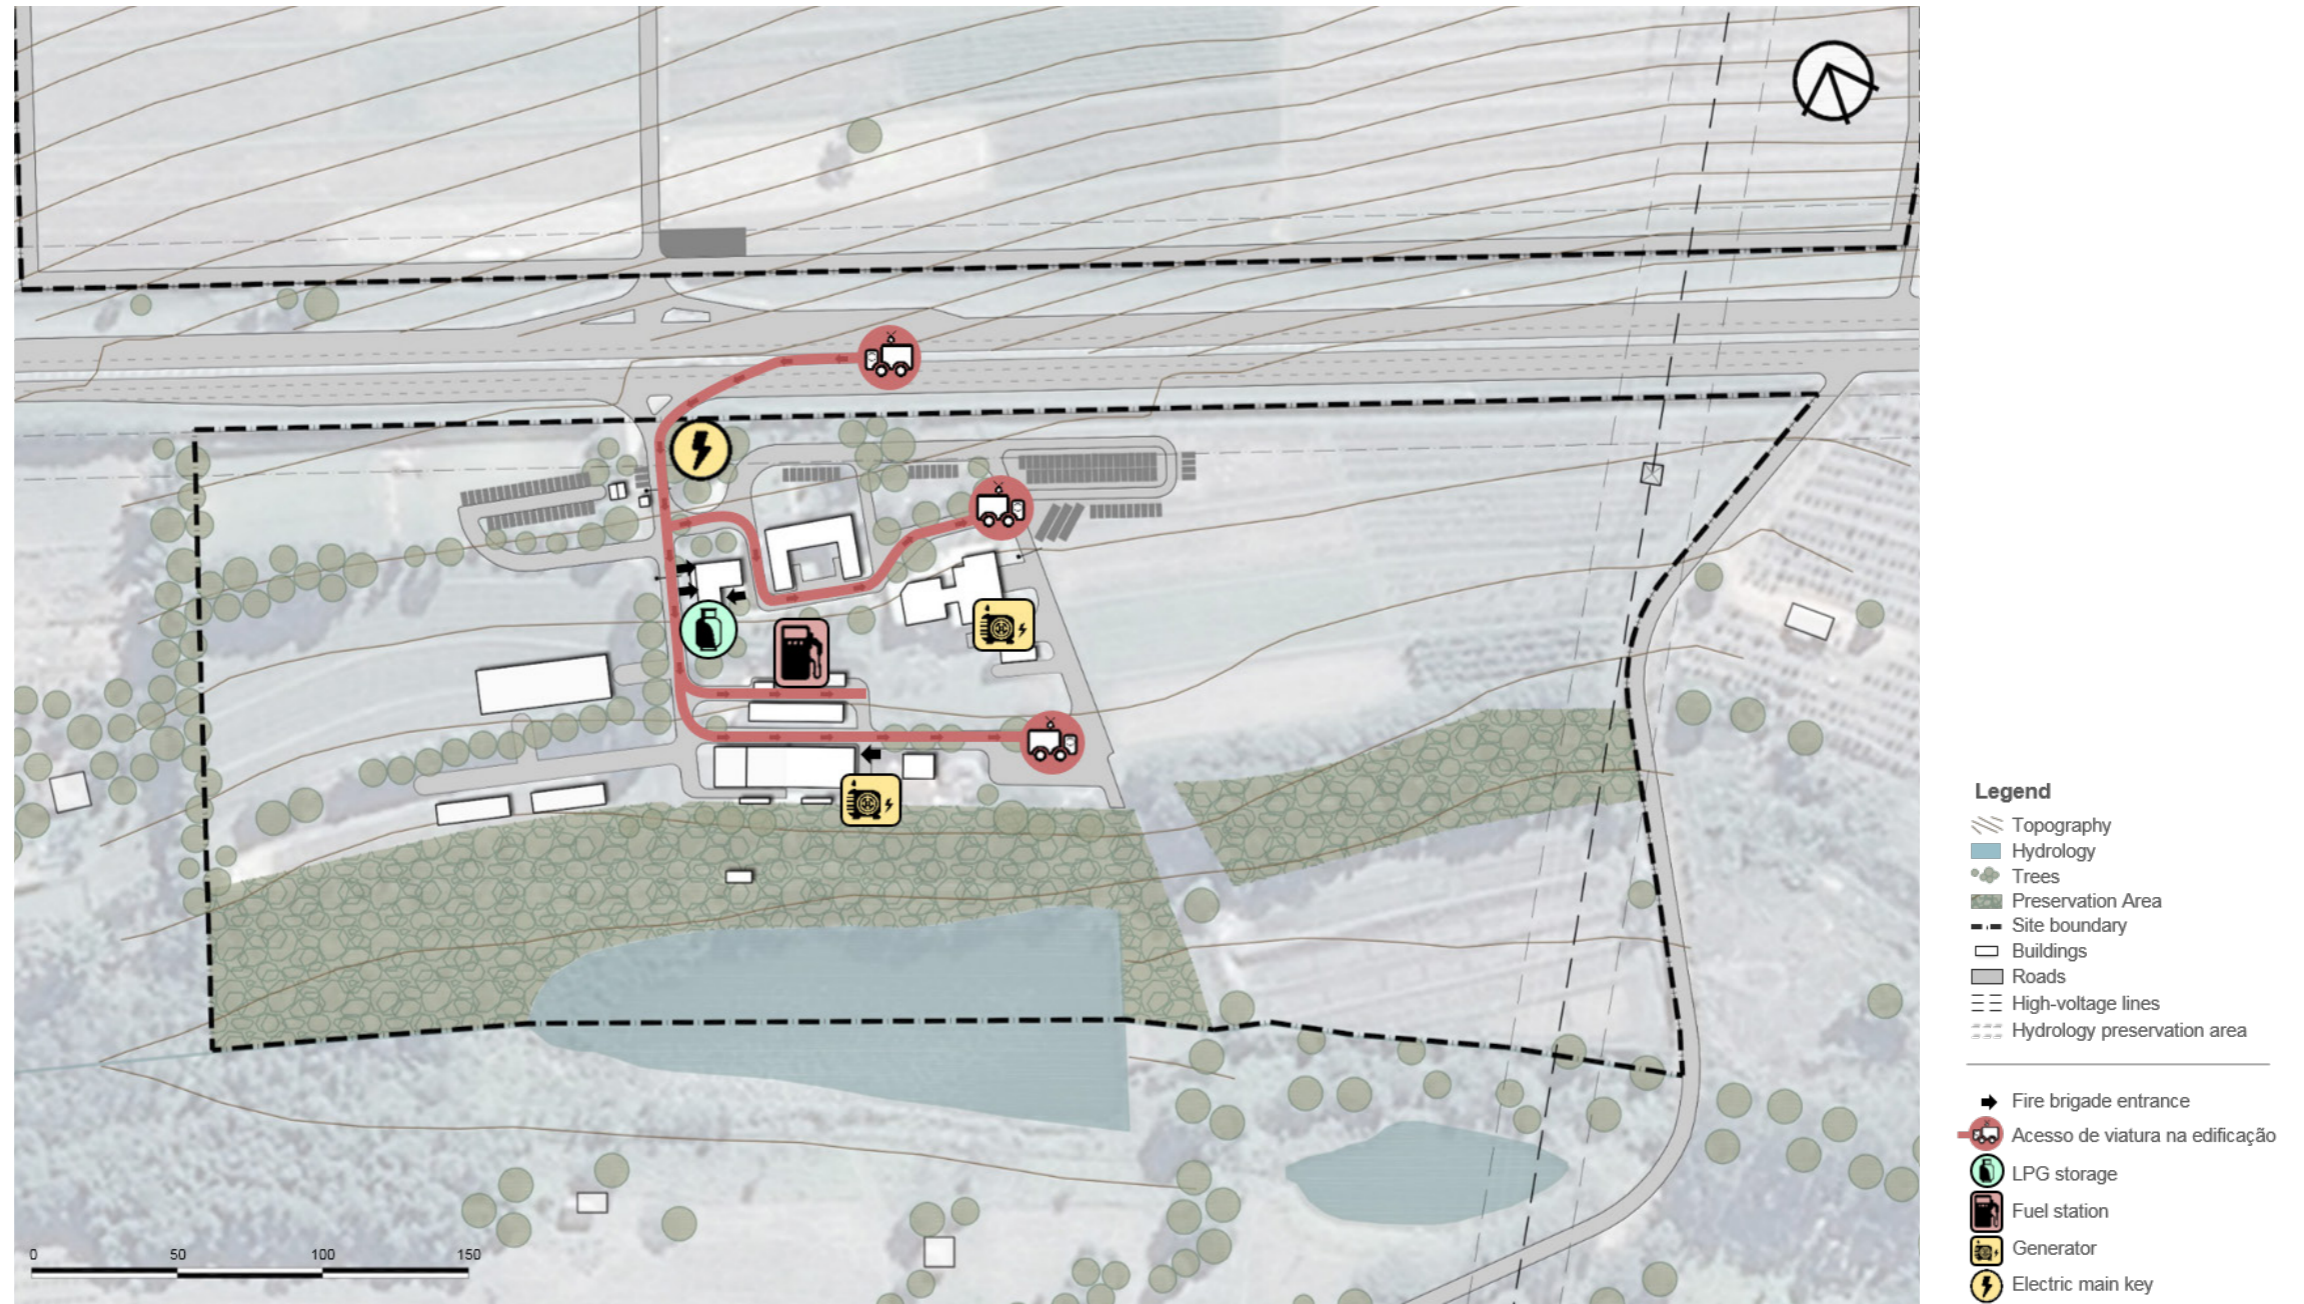 Legend
Topography
Hydrology
Trees
Preservation Area
Site boundary
Buildings
Roads
High-voltage lines
Hydrology preservation area
Fire brigade entrance
Acesso de viatura na edificação
LPG storage
Fuel station
Generator
Electric main key
0 50 100 150